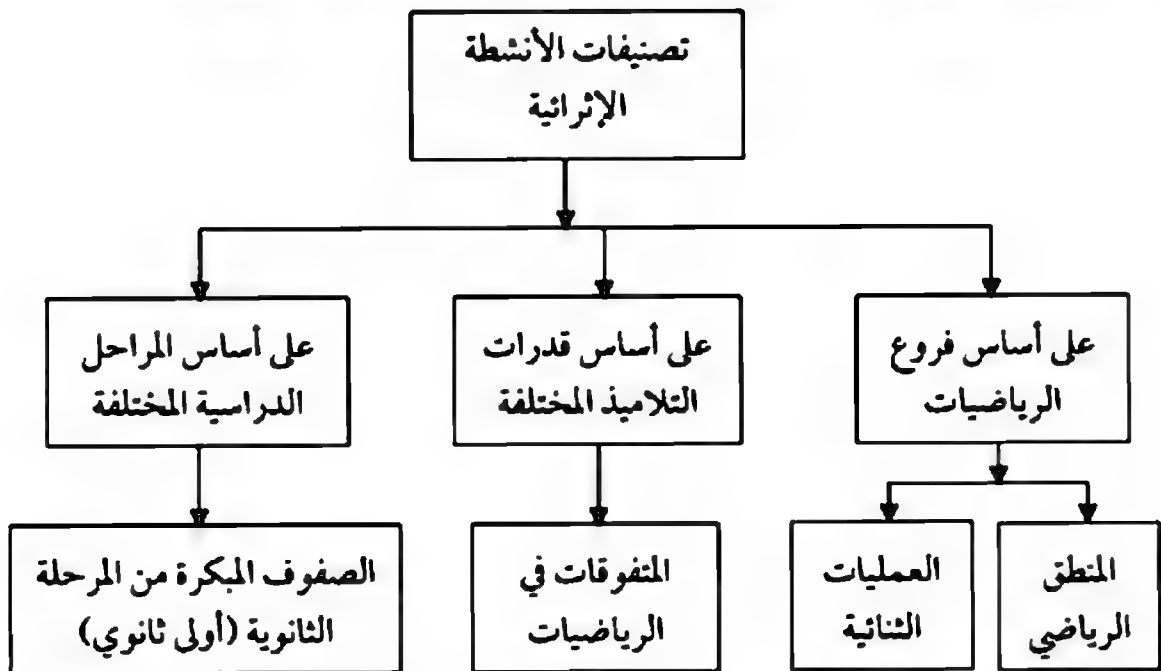 تصنيفات الأنشطة
الإثرائية
على أساس فروع
الرياضيات
على أساس قدرات
التلاميذ المختلفة
على أساس المراحل
الدراسية المختلفة
المنطق
الرياضي
العمليات
الثنائية
المتفوقات في
الرياضيات
الصفوف المبكرة من المرحلة
الثانوية (أولى ثانوي)